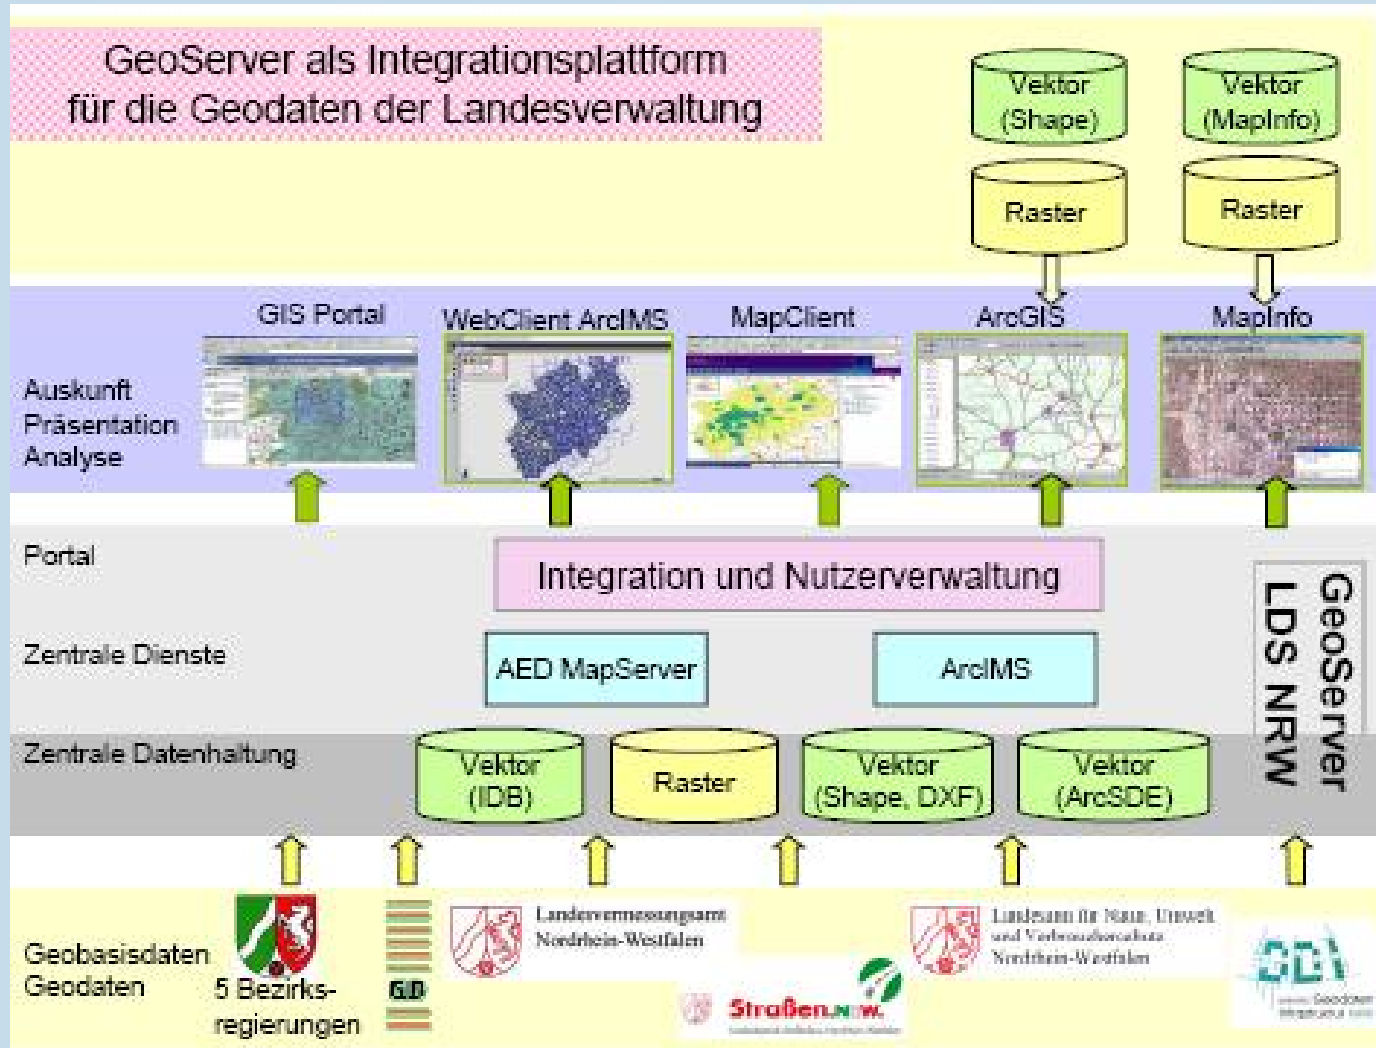 GeoServer als Integrationsplattform
für die Geodaten der Landesverwaltung
Vektor
(Shape)
Vektor
(MapInfo)
Raster
Raster
GIS Portal
WebClient ArcIMS
MapClient
ArcGIS
MapInfo
Auskunft
Präsentation
Analyse
Portal
Integration und Nutzerverwaltung
Zentrale Dienste
AED MapServer
ArcIMS
GeoServer
LDS NRW
Zentrale Datenhaltung
Vektor
(IDB)
Raster
Vektor
(Shape, DXF)
Vektor
(ArcSDE)
Geobasisdaten
Geodaten
5 Bezirks-
regierungen
GD
Landesvermessungsamt
Nordrhein-Westfalen
Straßen.NRW.
Landesamt für Natur, Umwelt
und Verbraucherschutz
Nordrhein-Westfalen
GDI
Geodaten
Infrastruktur